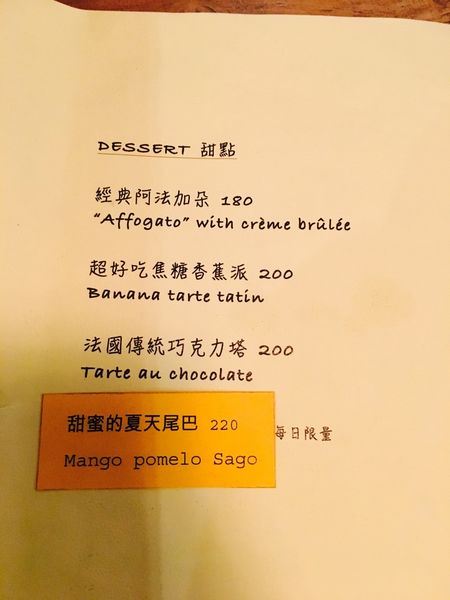 DESSERT 甜點
經典阿法加朵 180
“Affogato” with crème brûlée
超好吃焦糖香蕉派 200
Banana tarte tatin
法國傳統巧克力塔 200
Tarte au chocolate
甜蜜的夏天尾巴 220
每日限量
Mango pomelo Sago